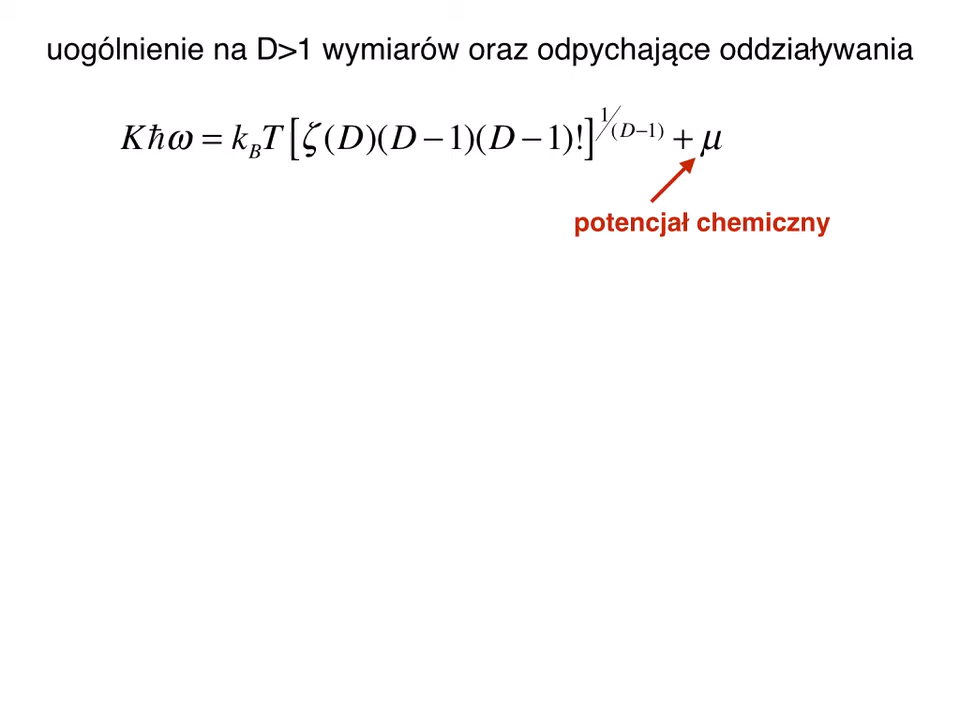 uogólnienie na D>1 wymiarów oraz odpychające oddziaływania
Kħω = k_BT[ζ(D)(D−1)(D−1)!]^{1/(D−1)} + μ
potencjał chemiczny